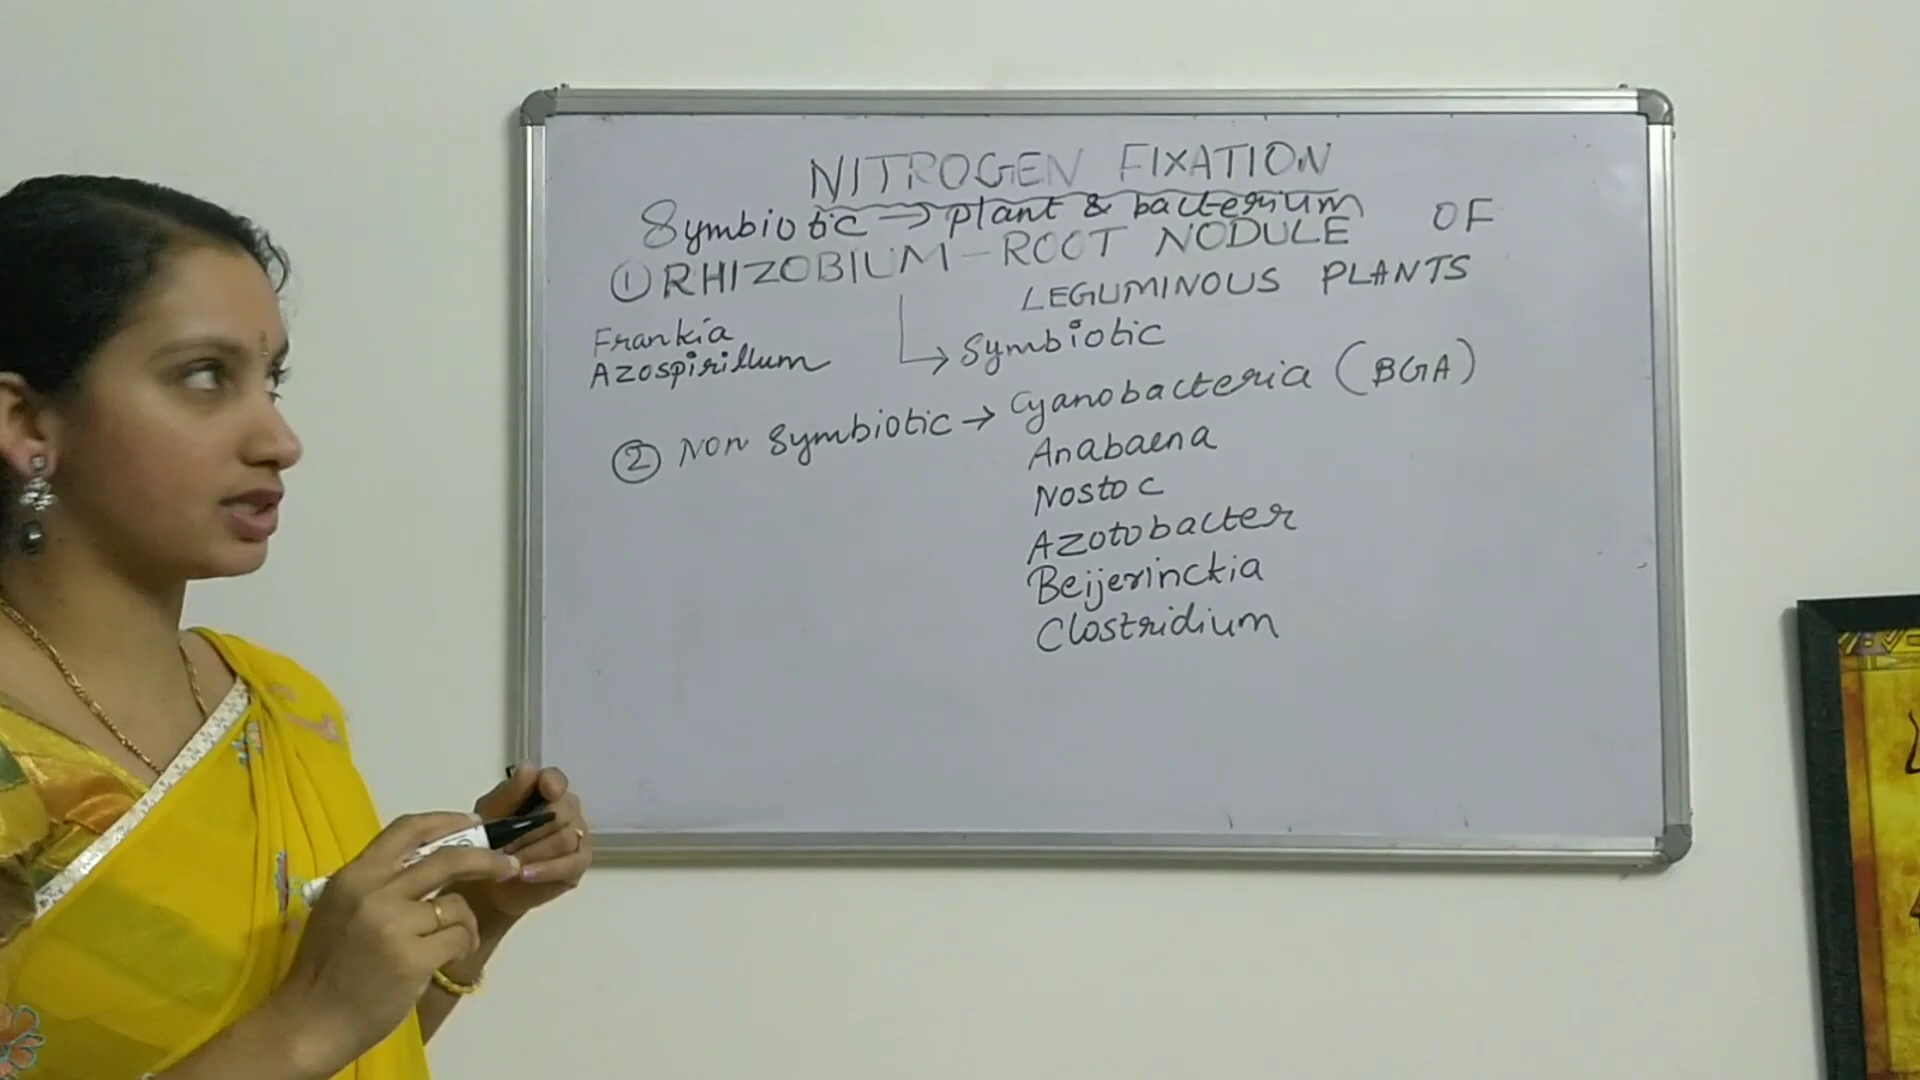 NITROGEN FIXATION
Symbiotic → plant & bacterium
① RHIZOBIUM - ROOT NODULE OF
LEGUMINOUS PLANTS
Frankia
→ Symbiotic
Azospirillum
② Non Symbiotic → Cyanobacteria (BGA)
Anabaena
Nostoc
Azotobacter
Beijerinckia
Clostridium